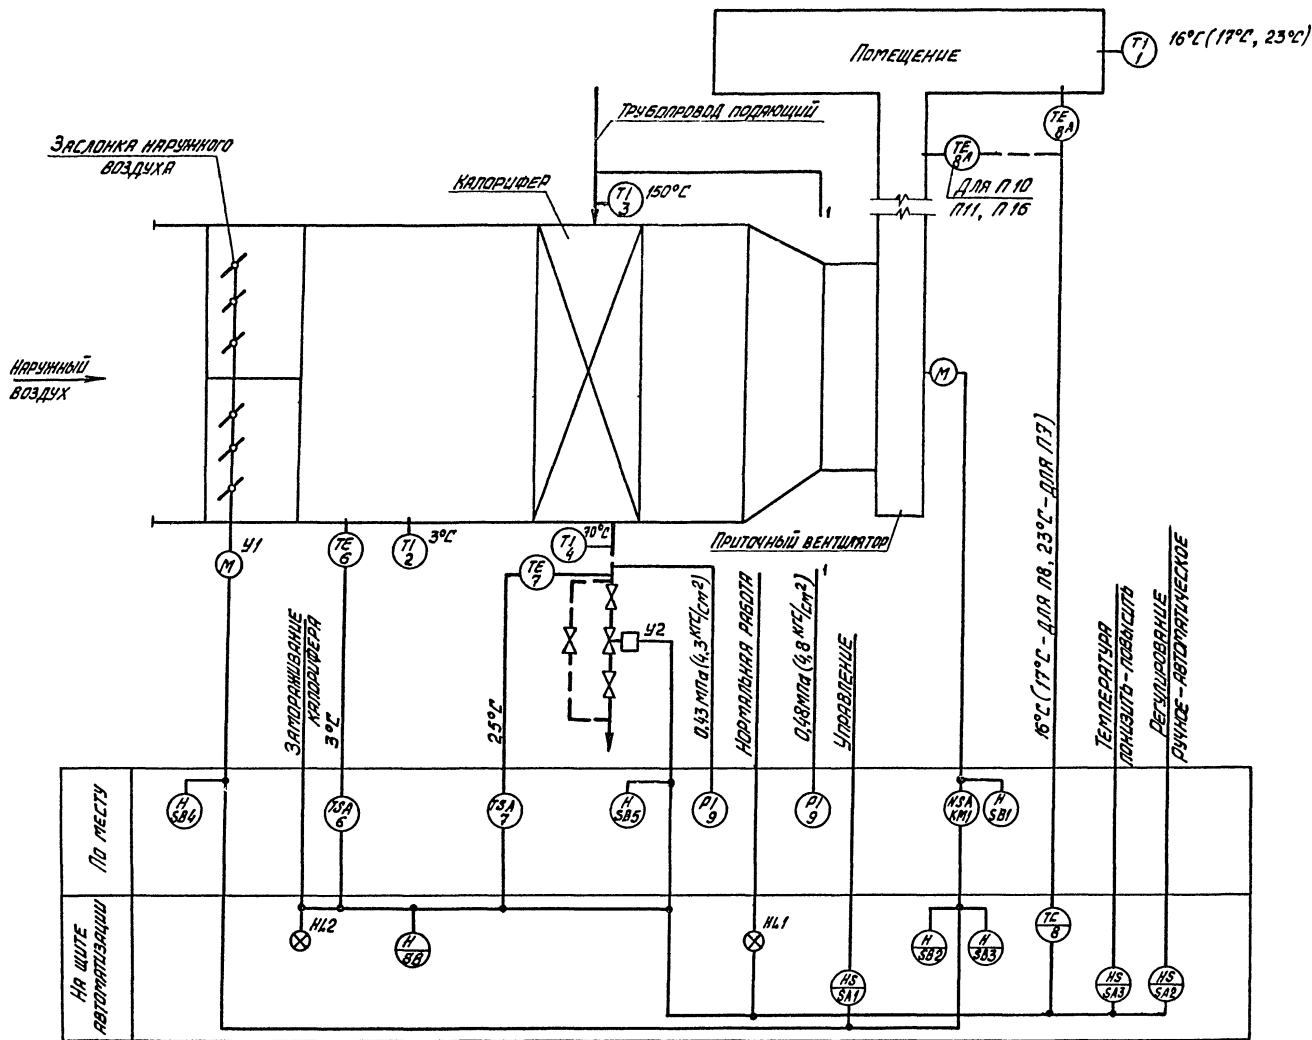 ПОМЕЩЕНИЕ
TI
1
16°С (17°С, 23°С)
ТРУБОПРОВОД ПОДАЮЩИЙ
TE
8А
ЗАСЛОНКА НАРУЖНОГО
ВОЗДУХА
КАЛОРИФЕР
TI
3
150°С
1
TE
8А
ДЛЯ П10
П11, П16
НАРУЖНЫЙ
ВОЗДУХ
M
ПРИТОЧНЫЙ ВЕНТИЛЯТОР
M
У1
TE
6
TI
2
3°С
TI
4
70°С
TE
7
У2
ЗАМОРАЖИВАНИЕ
КАЛОРИФЕРА
3°С
25°С
0,43 МПа (4,3 КГС/СМ²)
НОРМАЛЬНАЯ РАБОТА
0,48 МПа (4,8 КГС/СМ²)
1
УПРАВЛЕНИЕ
16°С (17°С - ДЛЯ П8, 23°С - ДЛЯ П7)
ТЕМПЕРАТУРА
ПОНИЗИТЬ-ПОВЫСИТЬ
РЕГУЛИРОВАНИЕ
РУЧНОЕ-АВТОМАТИЧЕСКОЕ
ПО МЕСТУ
H
SB4
TSA
6
TSA
7
H
SB5
PI
9
PI
9
NSA
KM1
H
SB1
НА ЩИТЕ
АВТОМАТИЗАЦИИ
HL2
H
SB
HL1
HS
SA1
H
SB2
H
SB3
TC
8
HS
SA3
HS
SA2